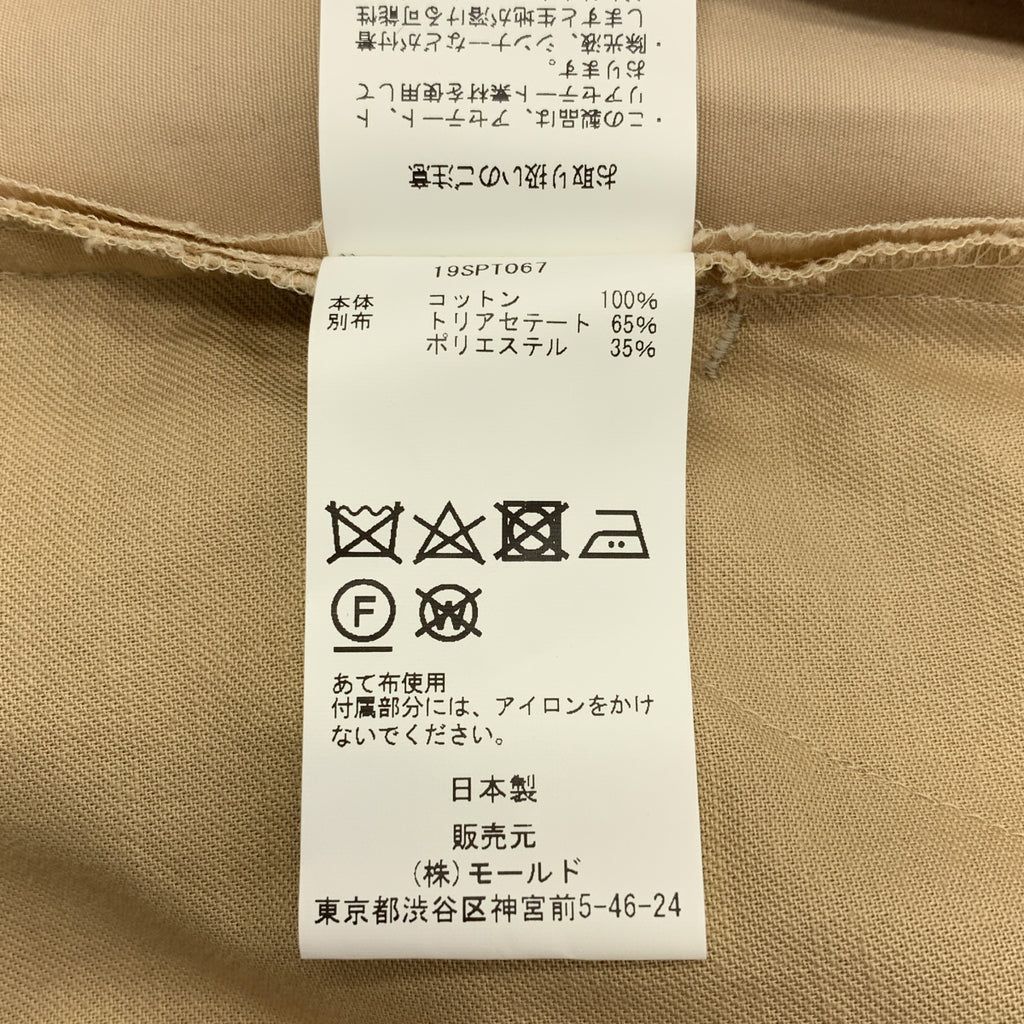 お取り扱いのご注意
・この製品は、アセテート、ト
リアセテート素材を使用して
おります。
・除光液、シンナーなどが付着
しますと生地が溶ける可能性
19SPT067
本体 コットン 100%
別布 トリアセテート 65%
ポリエステル 35%
F W
あて布使用
付属部分には、アイロンをかけ
ないでください。
日本製
販売元
(株)モールド
東京都渋谷区神宮前5-46-24